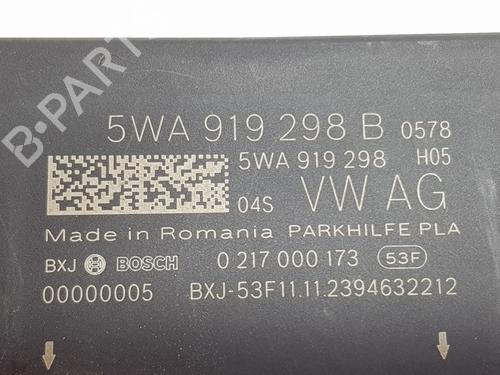 5WA 919 298 B 0578
5WA 919 298 H05
04S VW AG
Made in Romania PARKHILFE PLA
BXJ BOSCH 0 217 000 173 53F
00000005 BXJ-53F11.11.2394632212